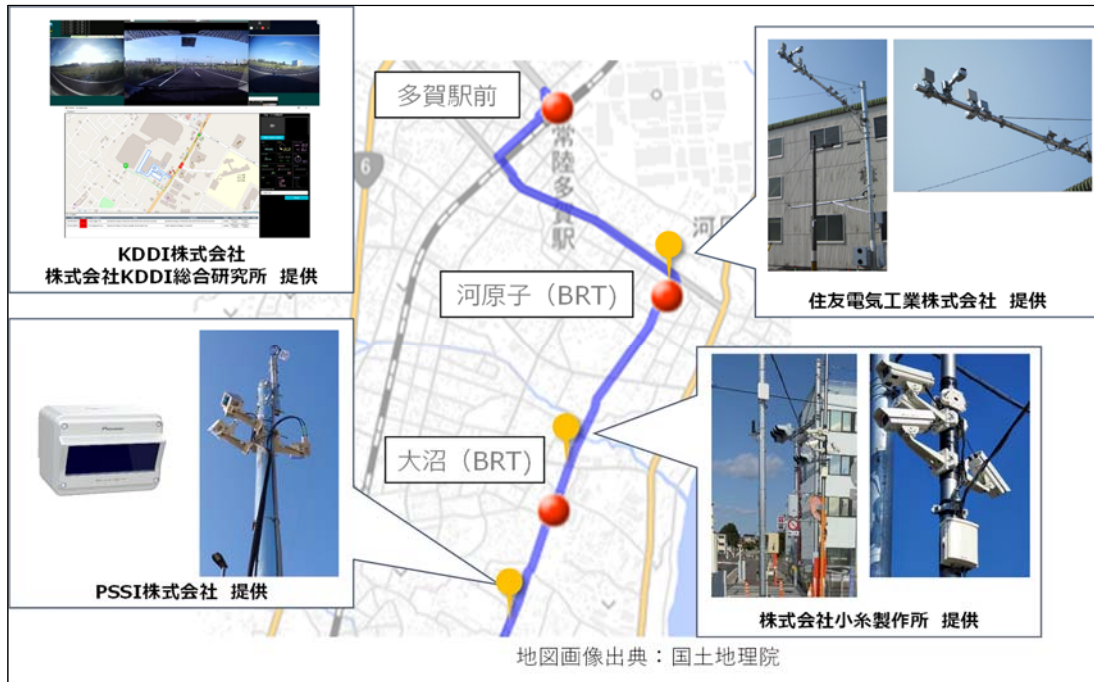 KDDI株式会社
株式会社KDDI総合研究所 提供
多賀駅前
6
常陸多賀駅
河原
河原子（BRT)
住友電気工業株式会社 提供
Pioneer
大沼（BRT）
PSSI株式会社 提供
株式会社小糸製作所 提供
地図画像出典：国土地理院